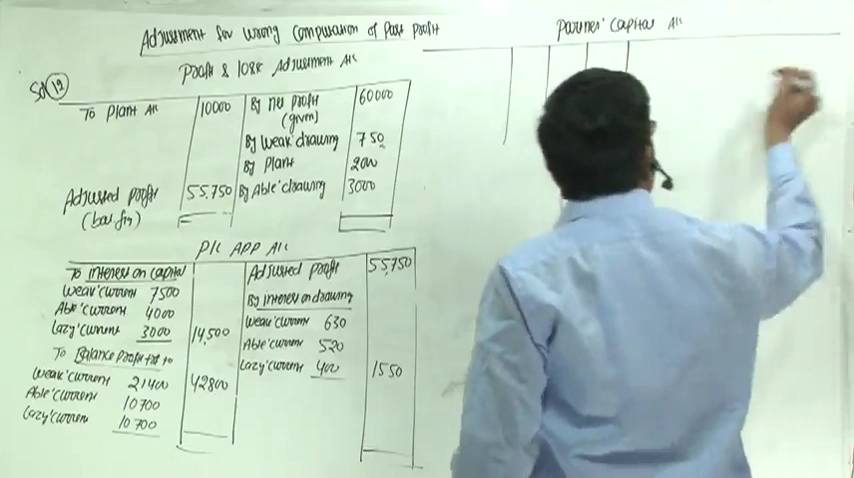 Adjustment for Wrong Computation of Past Profit
Profit & loss Adjustment A/c
Sol 12
To Plant A/c 10000 By Net profit 60000
(given)
By Weak' drawing 750
By Plant 2000
Adjusted profit 55,750 By Able' drawing 3000
(bal. fig)
P/L APP A/c
To interest on capital Adjusted profit 55,750
Weak' current 7500 By interest on drawing
Able' current 4000 Weak' current 630
Lazy' current 3000 14,500 Able' current 520
To Balance profit to Lazy' current 400 1550
Weak' current 21400 42800
Able' current 10700
Lazy' current 10700
Partner' Capital A/c